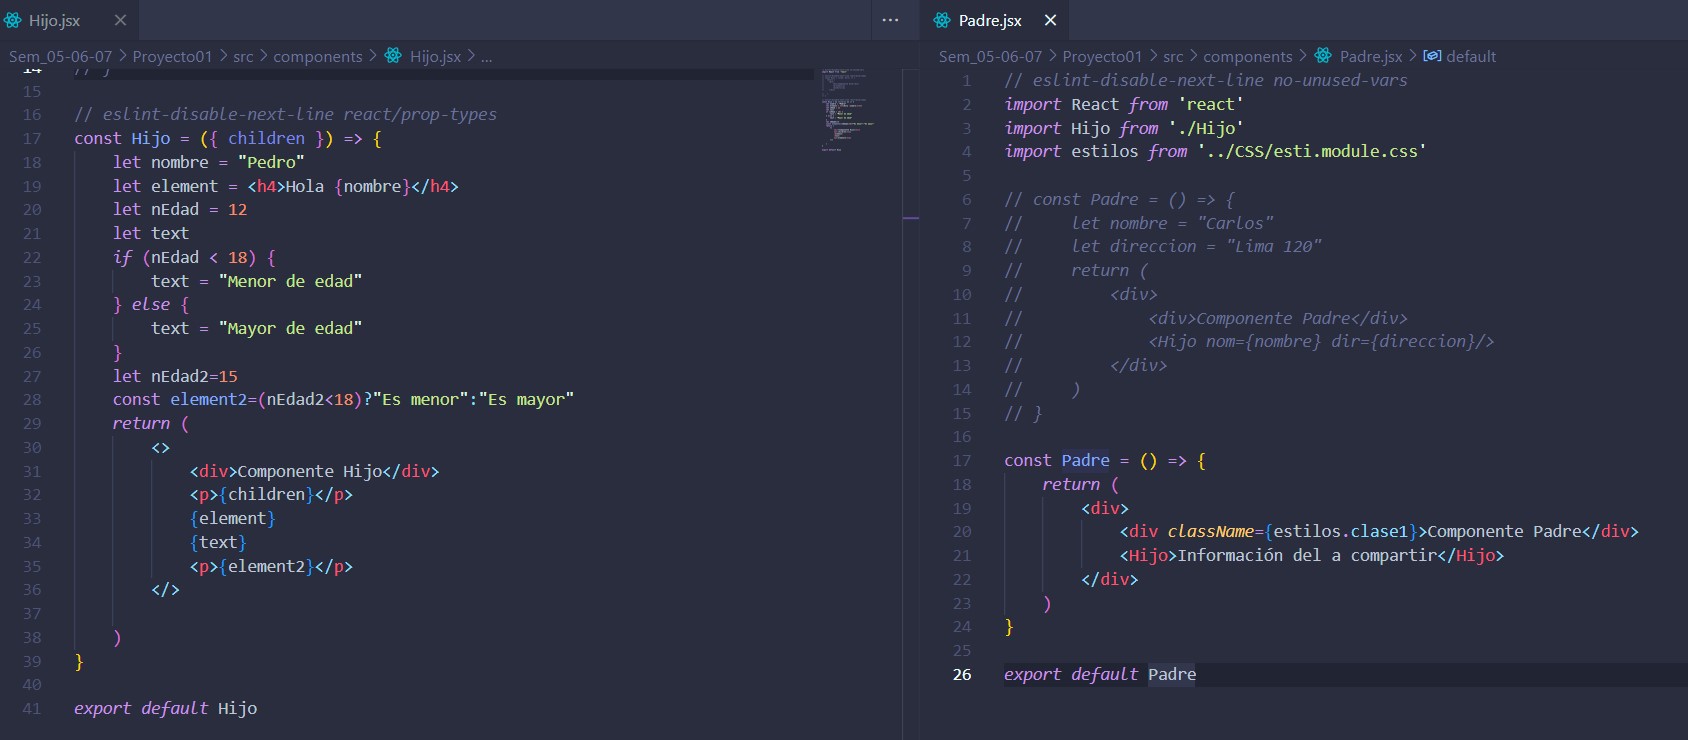 Hijo.jsx
Sem_05-06-07 > Proyecto01 > src > components > Hijo.jsx > ...
14 // }
15
16 // eslint-disable-next-line react/prop-types
17 const Hijo = ({ children }) => {
18     let nombre = "Pedro"
19     let element = <h4>Hola {nombre}</h4>
20     let nEdad = 12
21     let text
22     if (nEdad < 18) {
23         text = "Menor de edad"
24     } else {
25         text = "Mayor de edad"
26     }
27     let nEdad2=15
28     const element2=(nEdad2<18)?"Es menor":"Es mayor"
29     return (
30         <>
31             <div>Componente Hijo</div>
32             <p>{children}</p>
33             {element}
34             {text}
35             <p>{element2}</p>
36         </>
37
38     )
39 }
40
41 export default Hijo
Padre.jsx
Sem_05-06-07 > Proyecto01 > src > components > Padre.jsx > default
1 // eslint-disable-next-line no-unused-vars
2 import React from 'react'
3 import Hijo from './Hijo'
4 import estilos from '../CSS/esti.module.css'
5
6 // const Padre = () => {
7 //     let nombre = "Carlos"
8 //     let direccion = "Lima 120"
9 //     return (
10 //         <div>
11 //             <div>Componente Padre</div>
12 //             <Hijo nom={nombre} dir={direccion}/>
13 //         </div>
14 //     )
15 // }
16
17 const Padre = () => {
18     return (
19         <div>
20             <div className={estilos.clase1}>Componente Padre</div>
21             <Hijo>Información del a compartir</Hijo>
22         </div>
23     )
24 }
25
26 export default Padre